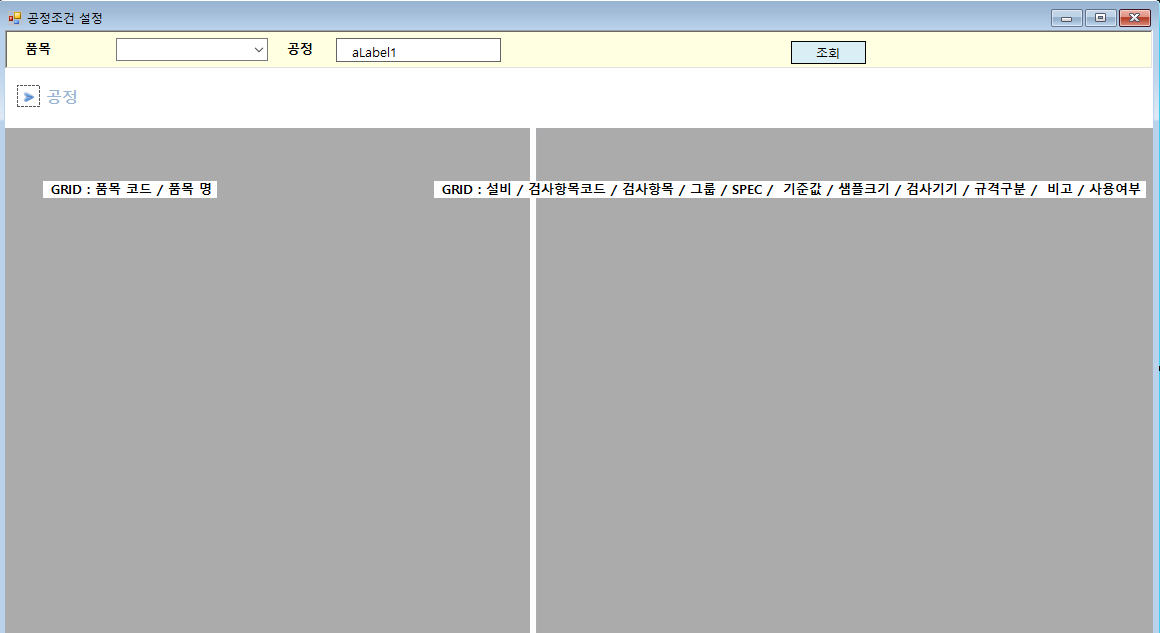 공정조건 설정
품목 공정 aLabel1 조회
공정
GRID : 품목 코드 / 품목 명
GRID : 설비 / 검사항목코드 / 검사항목 / 그룹 / SPEC / 기준값 / 샘플크기 / 검사기기 / 규격구분 / 비고 / 사용여부